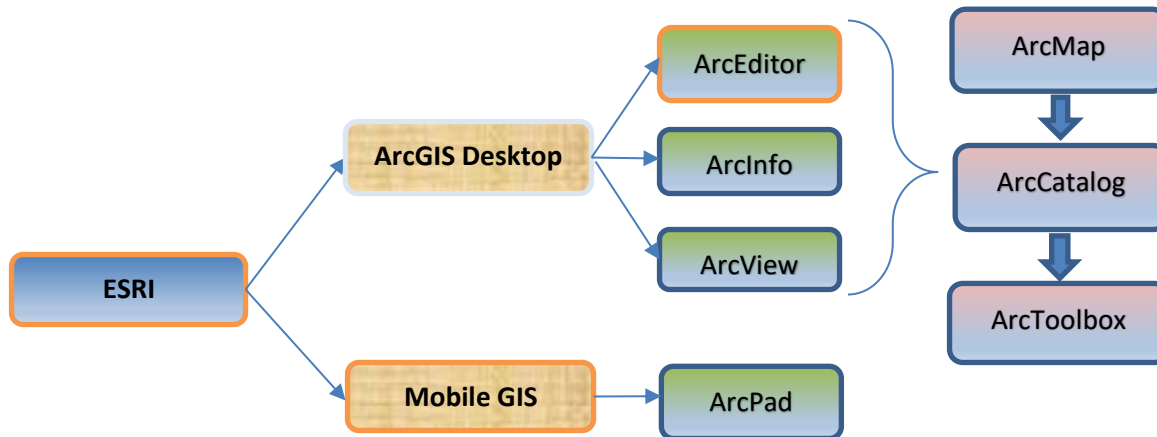 ESRI
ArcGIS Desktop
Mobile GIS
ArcEditor
ArcInfo
ArcView
ArcPad
ArcMap
ArcCatalog
ArcToolbox